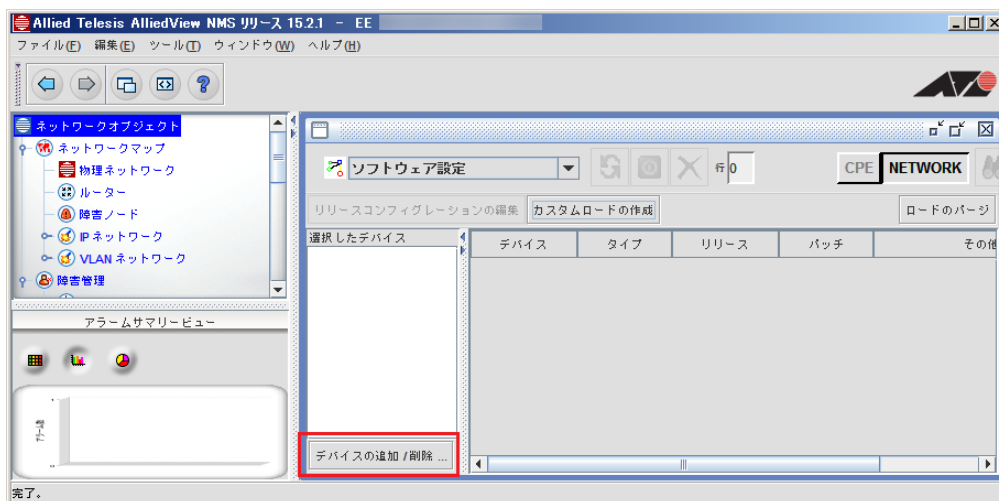 Allied Telesis AlliedView NMS リリース 15.2.1 - EE
ファイル(F) 編集(E) ツール(T) ウィンドウ(W) ヘルプ(H)
ネットワークオブジェクト
ネットワークマップ
物理ネットワーク
ルーター
障害ノード
IP ネットワーク
VLAN ネットワーク
障害管理
アラームサマリービュー
アラーム数
ソフトウェア設定
行 0
CPE NETWORK
リリースコンフィグレーションの編集 カスタムロードの作成 ロードのパージ
選択したデバイス デバイス タイプ リリース パッチ その他
デバイスの追加 /削除 ...
完了。